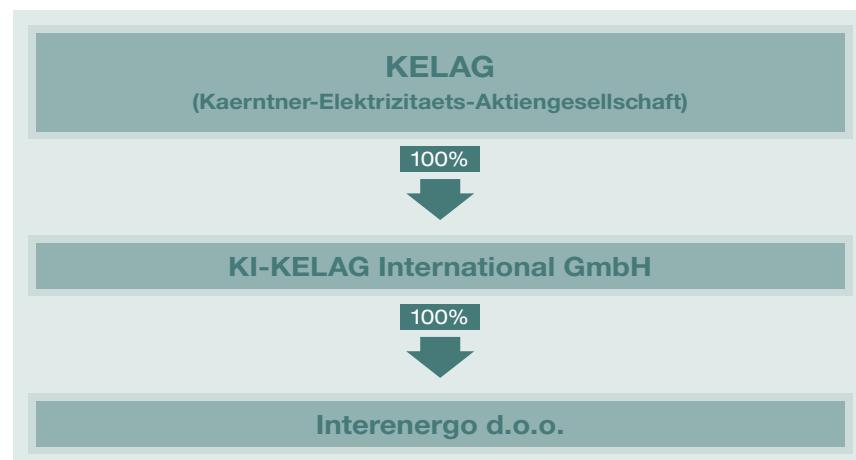 KELAG
(Kaerntner-Elektrizitaets-Aktiengesellschaft)
100%
KI-KELAG International GmbH
100%
Interenergo d.o.o.